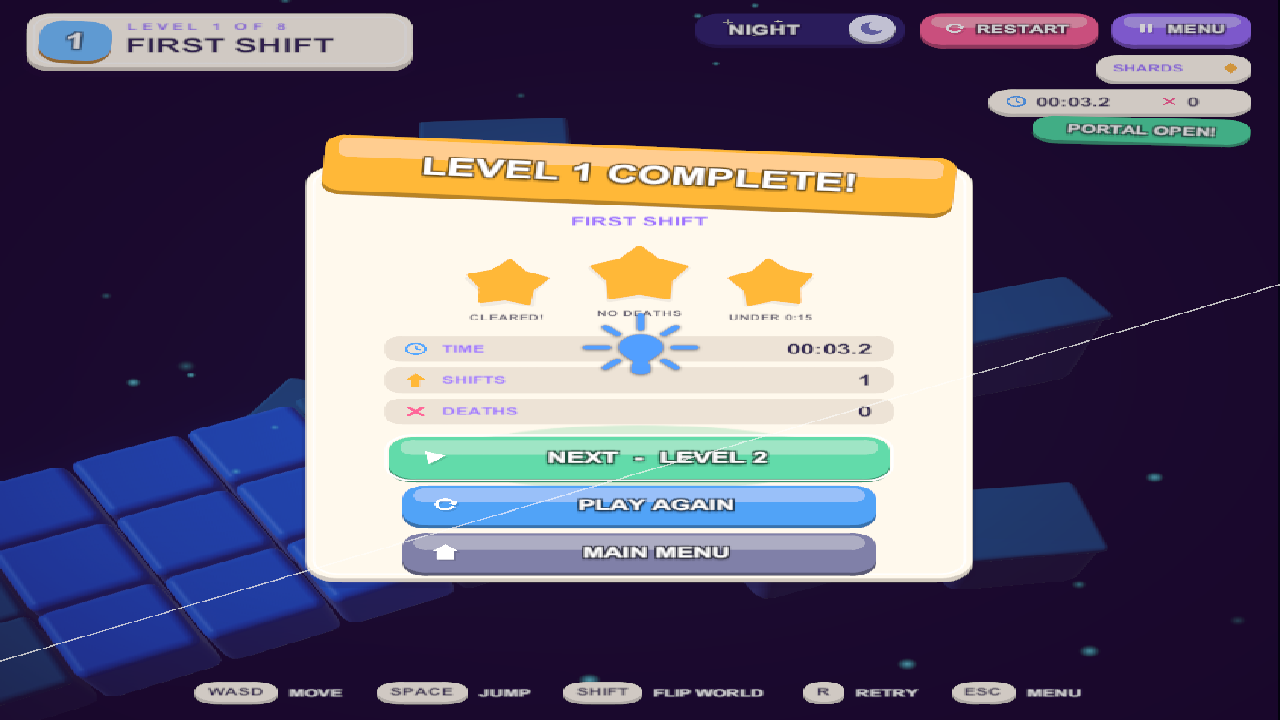 1
LEVEL 1 OF 8
FIRST SHIFT
NIGHT
RESTART
MENU
SHARDS
00:03.2
0
PORTAL OPEN!
LEVEL 1 COMPLETE!
FIRST SHIFT
CLEARED!
NO DEATHS
UNDER 0:15
TIME 00:03.2
SHIFTS 1
DEATHS 0
NEXT - LEVEL 2
PLAY AGAIN
MAIN MENU
WASD MOVE SPACE JUMP SHIFT FLIP WORLD R RETRY ESC MENU